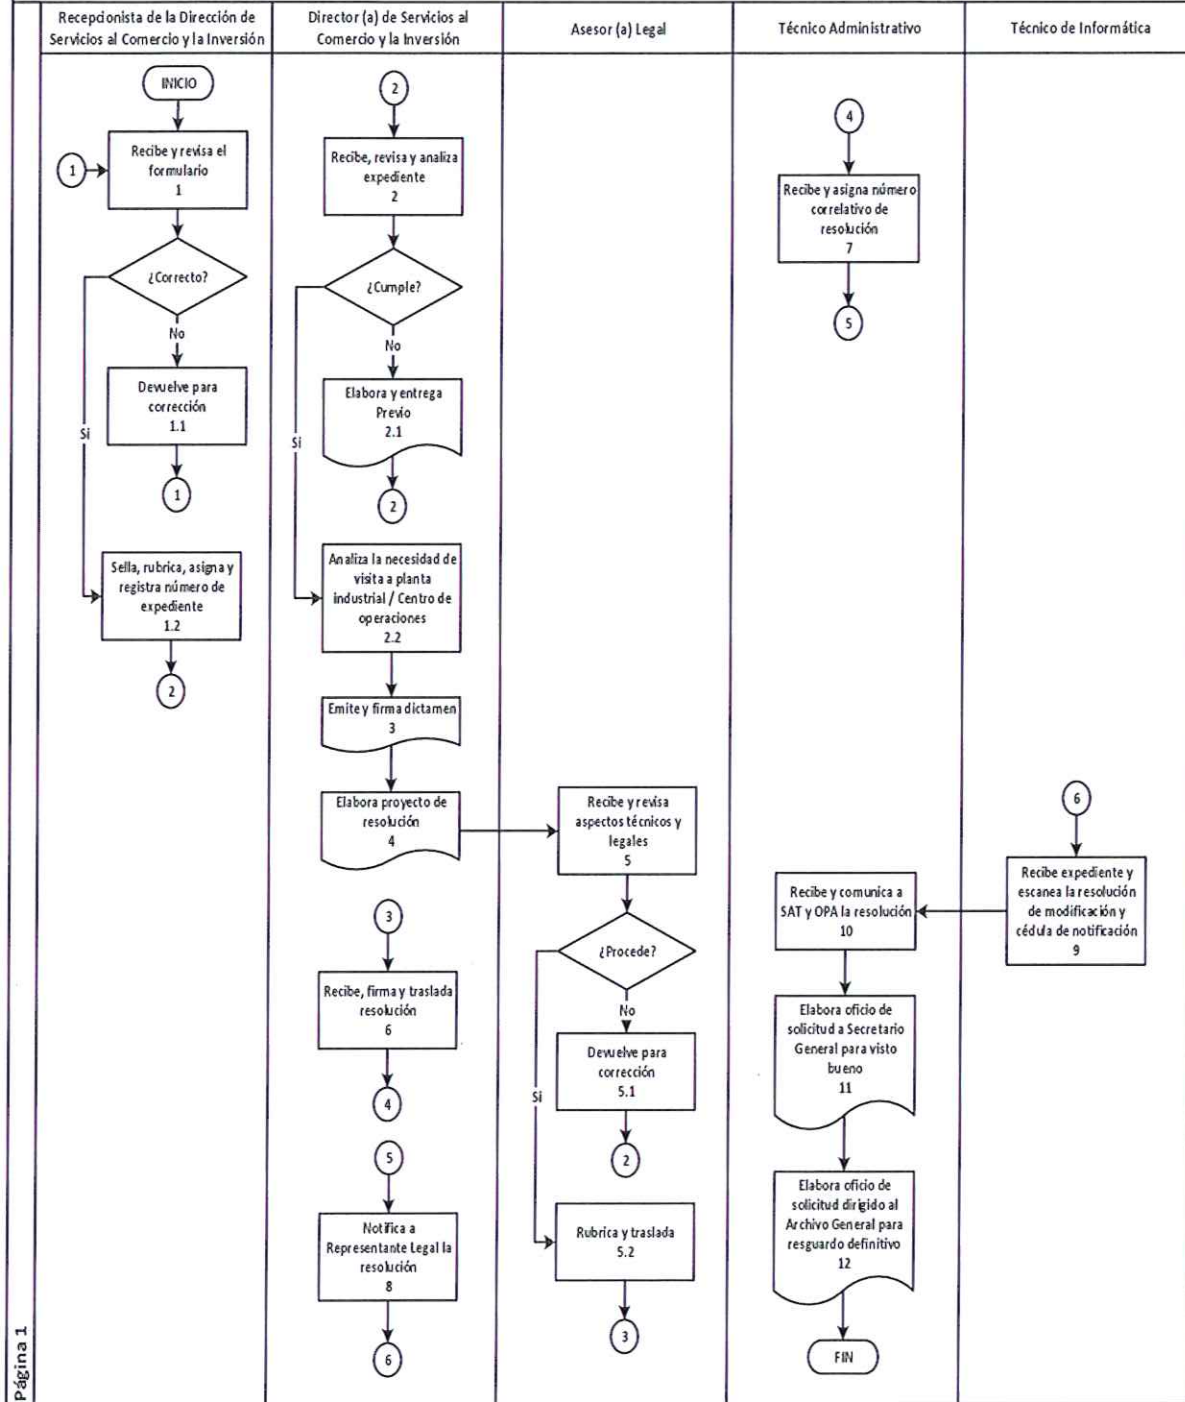 Recepcionista de la Dirección de
Servicios al Comercio y la Inversión
Director (a) de Servicios al
Comercio y la Inversión
Asesor (a) Legal
Técnico Administrativo
Técnico de Informática
INICIO
1
Recibe y revisa el
formulario
1
¿Correcto?
No
Si
Devuelve para
corrección
1.1
1
Sella, rubrica, asigna y
registra número de
expediente
1.2
2
2
Recibe, revisa y analiza
expediente
2
¿Cumple?
No
Si
Elabora y entrega
Previo
2.1
2
Analiza la necesidad de
visita a planta
industrial / Centro de
operaciones
2.2
Emite y firma dictamen
3
Elabora proyecto de
resolución
4
3
Recibe, firma y traslada
resolución
6
4
5
Notifica a
Representante Legal la
resolución
8
6
Recibe y revisa
aspectos técnicos y
legales
5
¿Procede?
No
Si
Devuelve para
corrección
5.1
2
Rubrica y traslada
5.2
3
4
Recibe y asigna número
correlativo de
resolución
7
5
Recibe y comunica a
SAT y OPA la resolución
10
Elabora oficio de
solicitud a Secretario
General para visto
bueno
11
Elabora oficio de
solicitud dirigido al
Archivo General para
resguardo definitivo
12
FIN
6
Recibe expediente y
escanea la resolución
de modificación y
cédula de notificación
9
Página 1